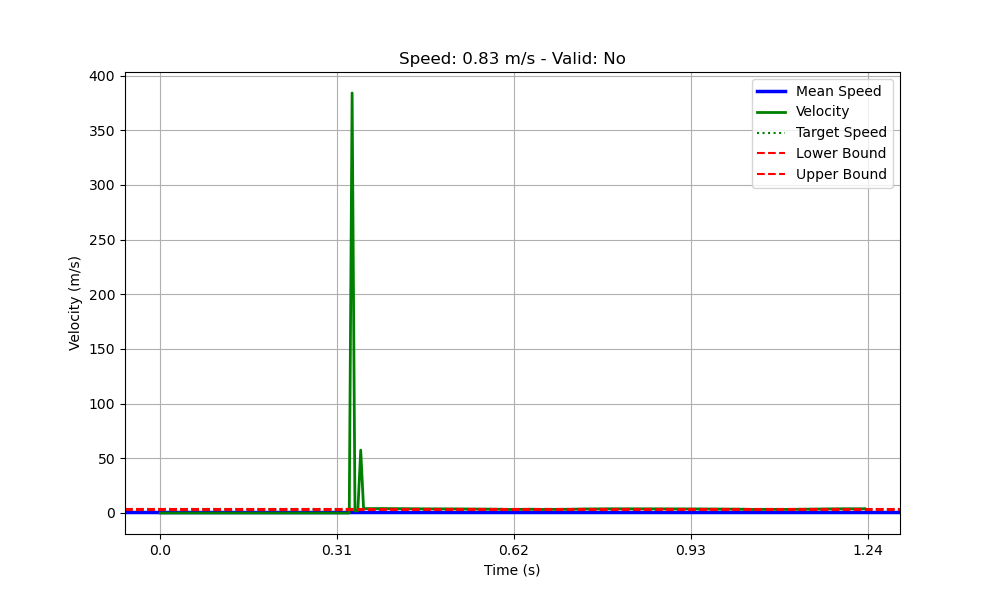 Speed: 0.83 m/s - Valid: No
400
350
300
250
200
150
100
50
0
Velocity (m/s)
Mean Speed
Velocity
Target Speed
Lower Bound
Upper Bound
0.0 0.31 0.62 0.93 1.24
Time (s)